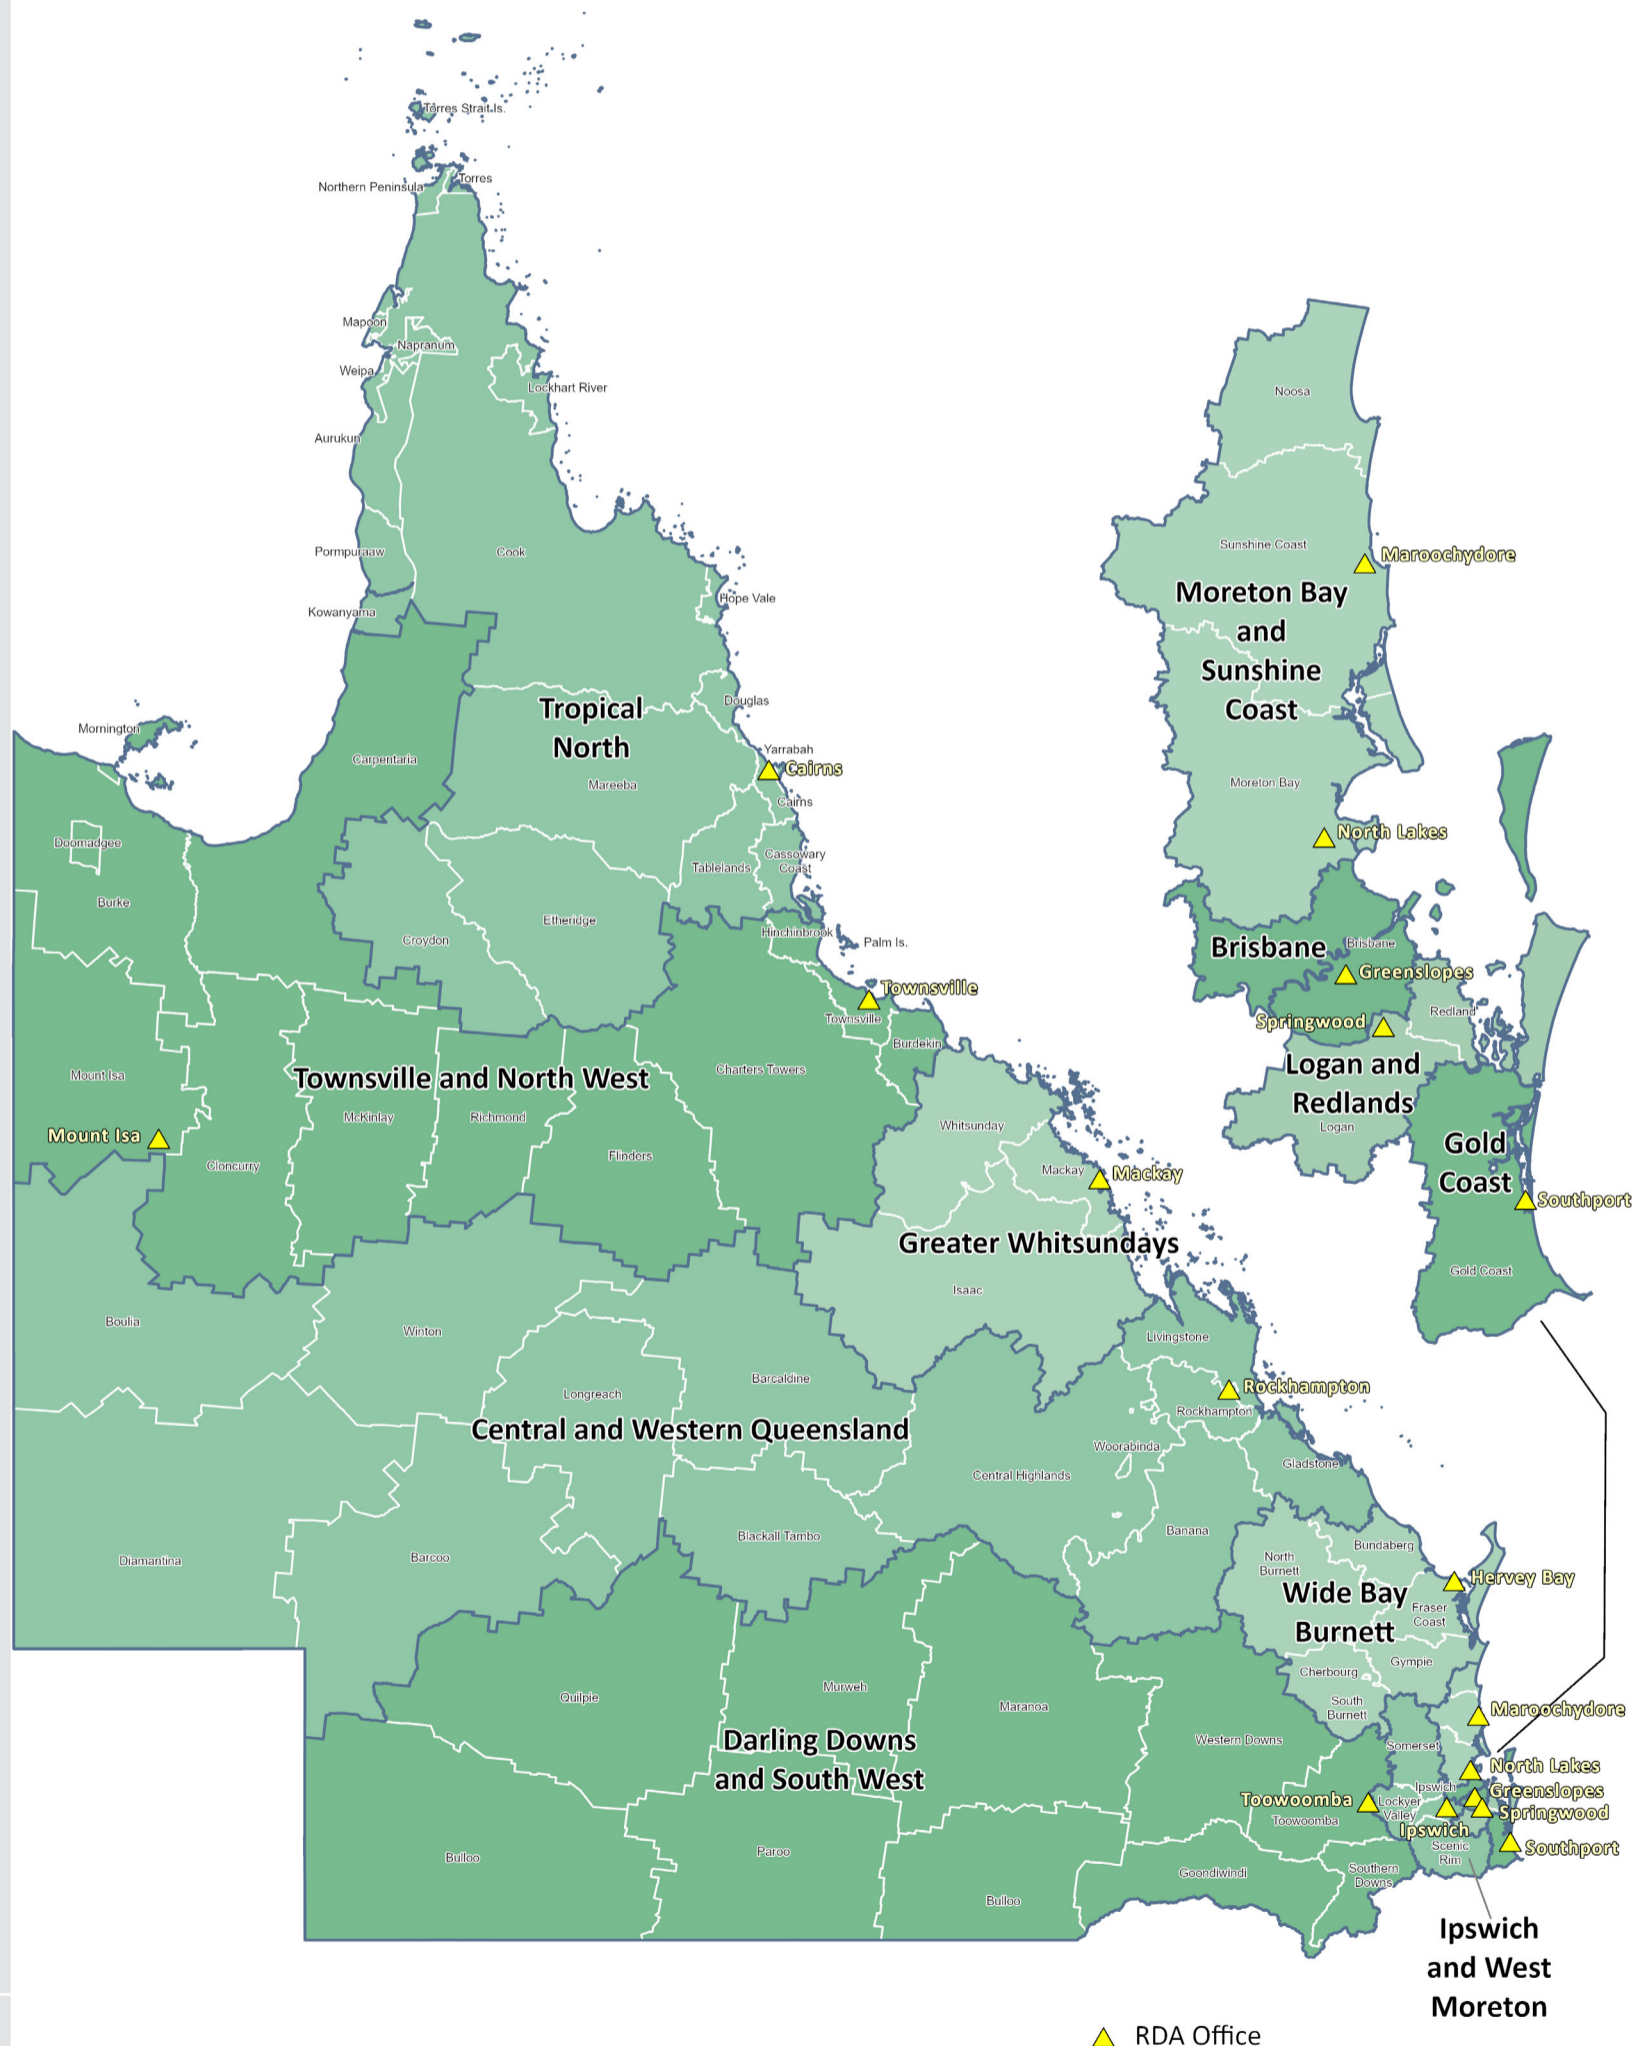 Torres Strait Is.
Torres
Northern Peninsula
Mapoon
Napranum
Weipa
Lockhart River
Aurukun
Pormpuraaw
Cook
Kowanyama
Hope Vale
Tropical
North
Douglas
Mornington
Carpentaria
Yarrabah
Cairns
Mareeba
Cairns
Doomadgee
Tablelands
Cassowary
Coast
Burke
Croydon
Etheridge
Hinchinbrook
Palm Is.
Townsville
Townsville
Burdekin
Mount Isa
Townsville and North West
Charters Towers
McKinlay
Richmond
Mount Isa
Cloncurry
Flinders
Whitsunday
Mackay
Mackay
Greater Whitsundays
Isaac
Boulia
Winton
Livingstone
Longreach
Barcaldine
Rockhampton
Rockhampton
Central and Western Queensland
Woorabinda
Central Highlands
Gladstone
Diamantina
Barcoo
Blackall Tambo
Banana
Bundaberg
North
Burnett
Hervey Bay
Wide Bay
Burnett
Fraser
Coast
Gympie
Cherbourg
South
Burnett
Quilpie
Murweh
Maranoa
Darling Downs
and South West
Western Downs
Somerset
Maroochydore
North Lakes
Ipswich
Greenslopes
Toowoomba
Lockyer
Valley
Springwood
Toowoomba
Ipswich
Scenic
Rim
Southport
Bulloo
Paroo
Bulloo
Goondiwindi
Southern
Downs
Ipswich
and West
Moreton
Noosa
Sunshine Coast
Maroochydore
Moreton Bay
and
Sunshine
Coast
Moreton Bay
North Lakes
Brisbane
Brisbane
Greenslopes
Springwood
Redland
Logan and
Redlands
Logan
Gold
Coast
Southport
Gold Coast
RDA Office